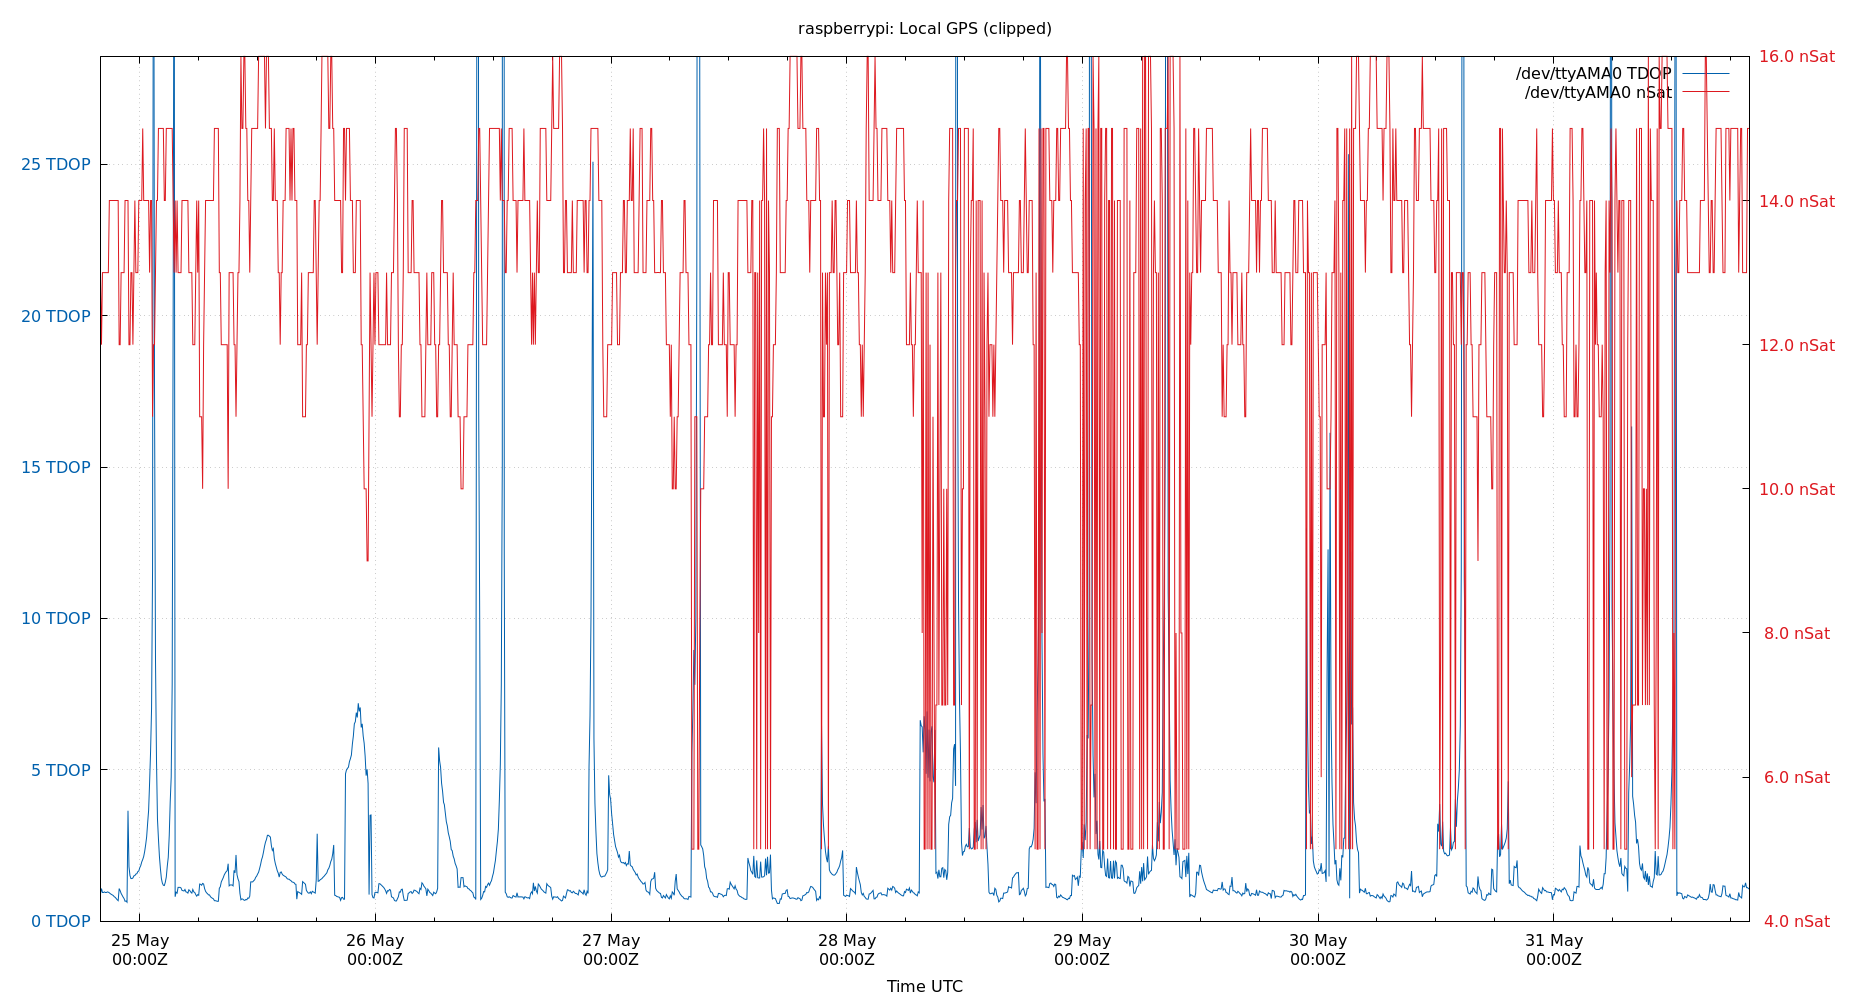 raspberrypi: Local GPS (clipped)
/dev/ttyAMA0 TDOP
/dev/ttyAMA0 nSat
25 TDOP
20 TDOP
15 TDOP
10 TDOP
5 TDOP
0 TDOP
16.0 nSat
14.0 nSat
12.0 nSat
10.0 nSat
8.0 nSat
6.0 nSat
4.0 nSat
25 May
00:00Z
26 May
00:00Z
27 May
00:00Z
28 May
00:00Z
29 May
00:00Z
30 May
00:00Z
31 May
00:00Z
Time UTC